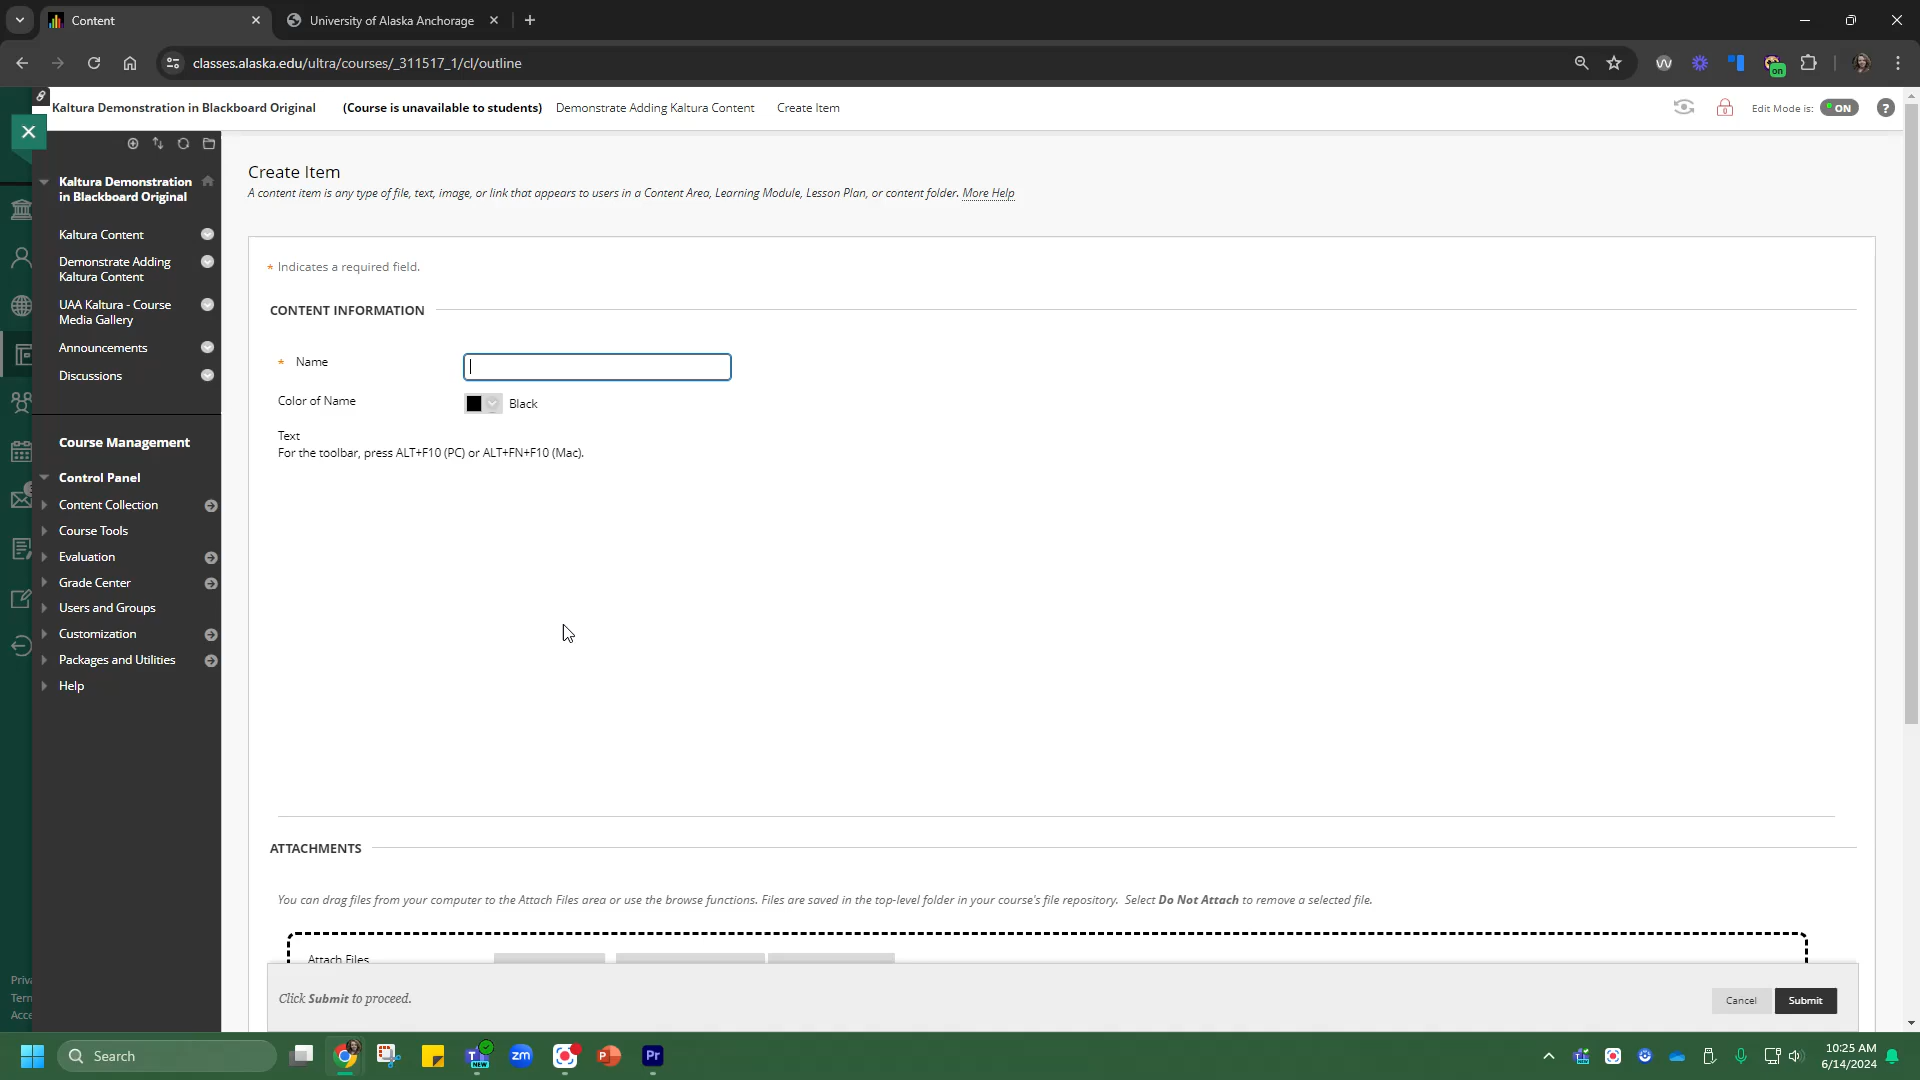 Content
University of Alaska Anchorage
classes.alaska.edu/ultra/courses/_311517_1/cl/outline
on
Kaltura Demonstration in Blackboard Original
(Course is unavailable to students)
Demonstrate Adding Kaltura Content
Create Item
Edit Mode is:
ON
?
Kaltura Demonstration
in Blackboard Original
Kaltura Content
Demonstrate Adding
Kaltura Content
UAA Kaltura - Course
Media Gallery
Announcements
Discussions
Course Management
Control Panel
Content Collection
Course Tools
Evaluation
Grade Center
Users and Groups
Customization
Packages and Utilities
Help
Priva
Term
Acce
Create Item
A content item is any type of file, text, image, or link that appears to users in a Content Area, Learning Module, Lesson Plan, or content folder. More Help
* Indicates a required field.
CONTENT INFORMATION
* Name
Color of Name
Black
Text
For the toolbar, press ALT+F10 (PC) or ALT+FN+F10 (Mac).
ATTACHMENTS
You can drag files from your computer to the Attach Files area or use the browse functions. Files are saved in the top-level folder in your course's file repository. Select Do Not Attach to remove a selected file.
Attach Files
Click Submit to proceed.
Cancel
Submit
Search
NEW
zm
P
Pr
10:25 AM
6/14/2024